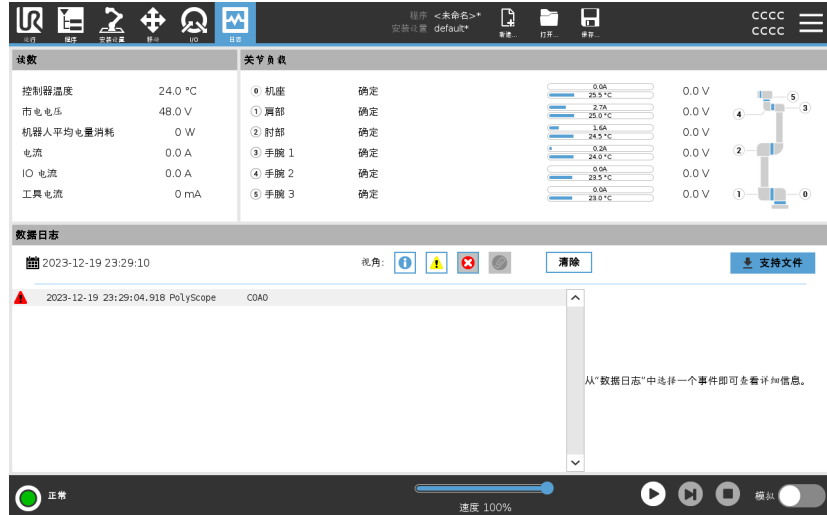 程序 <未命名>*
安装设置 default*
cccc
cccc
运行 程序 安装设置 移动 I/O 日志
新建... 打开... 保存...
读数
关节负载
控制器温度 24.0 °C
市电电压 48.0 V
机器人平均电量消耗 0 W
电流 0.0 A
IO 电流 0.0 A
工具电流 0 mA
0 机座 确定 0.0A 25.5 °C 0.0 V
1 肩部 确定 2.7A 25.0 °C 0.0 V
2 肘部 确定 1.6A 24.5 °C 0.0 V
3 手腕 1 确定 0.2A 24.0 °C 0.0 V
4 手腕 2 确定 0.0A 23.5 °C 0.0 V
5 手腕 3 确定 0.0A 23.0 °C 0.0 V
5
4 3
2
1 0
数据日志
2023-12-19 23:29:10 视角: 清除 支持文件
2023-12-19 23:29:04.918 PolyScope C0A0
从"数据日志"中选择一个事件即可查看详细信息。
正常
速度 100%
模拟